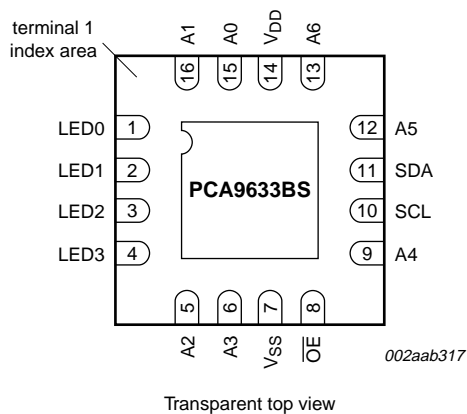 terminal 1
index area
A1
A0
VDD
A6
16
15
14
13
LED0 1
12 A5
LED1 2
11 SDA
PCA9633BS
LED2 3
10 SCL
LED3 4
9 A4
5
6
7
8
A2
A3
VSS
OE
002aab317
Transparent top view